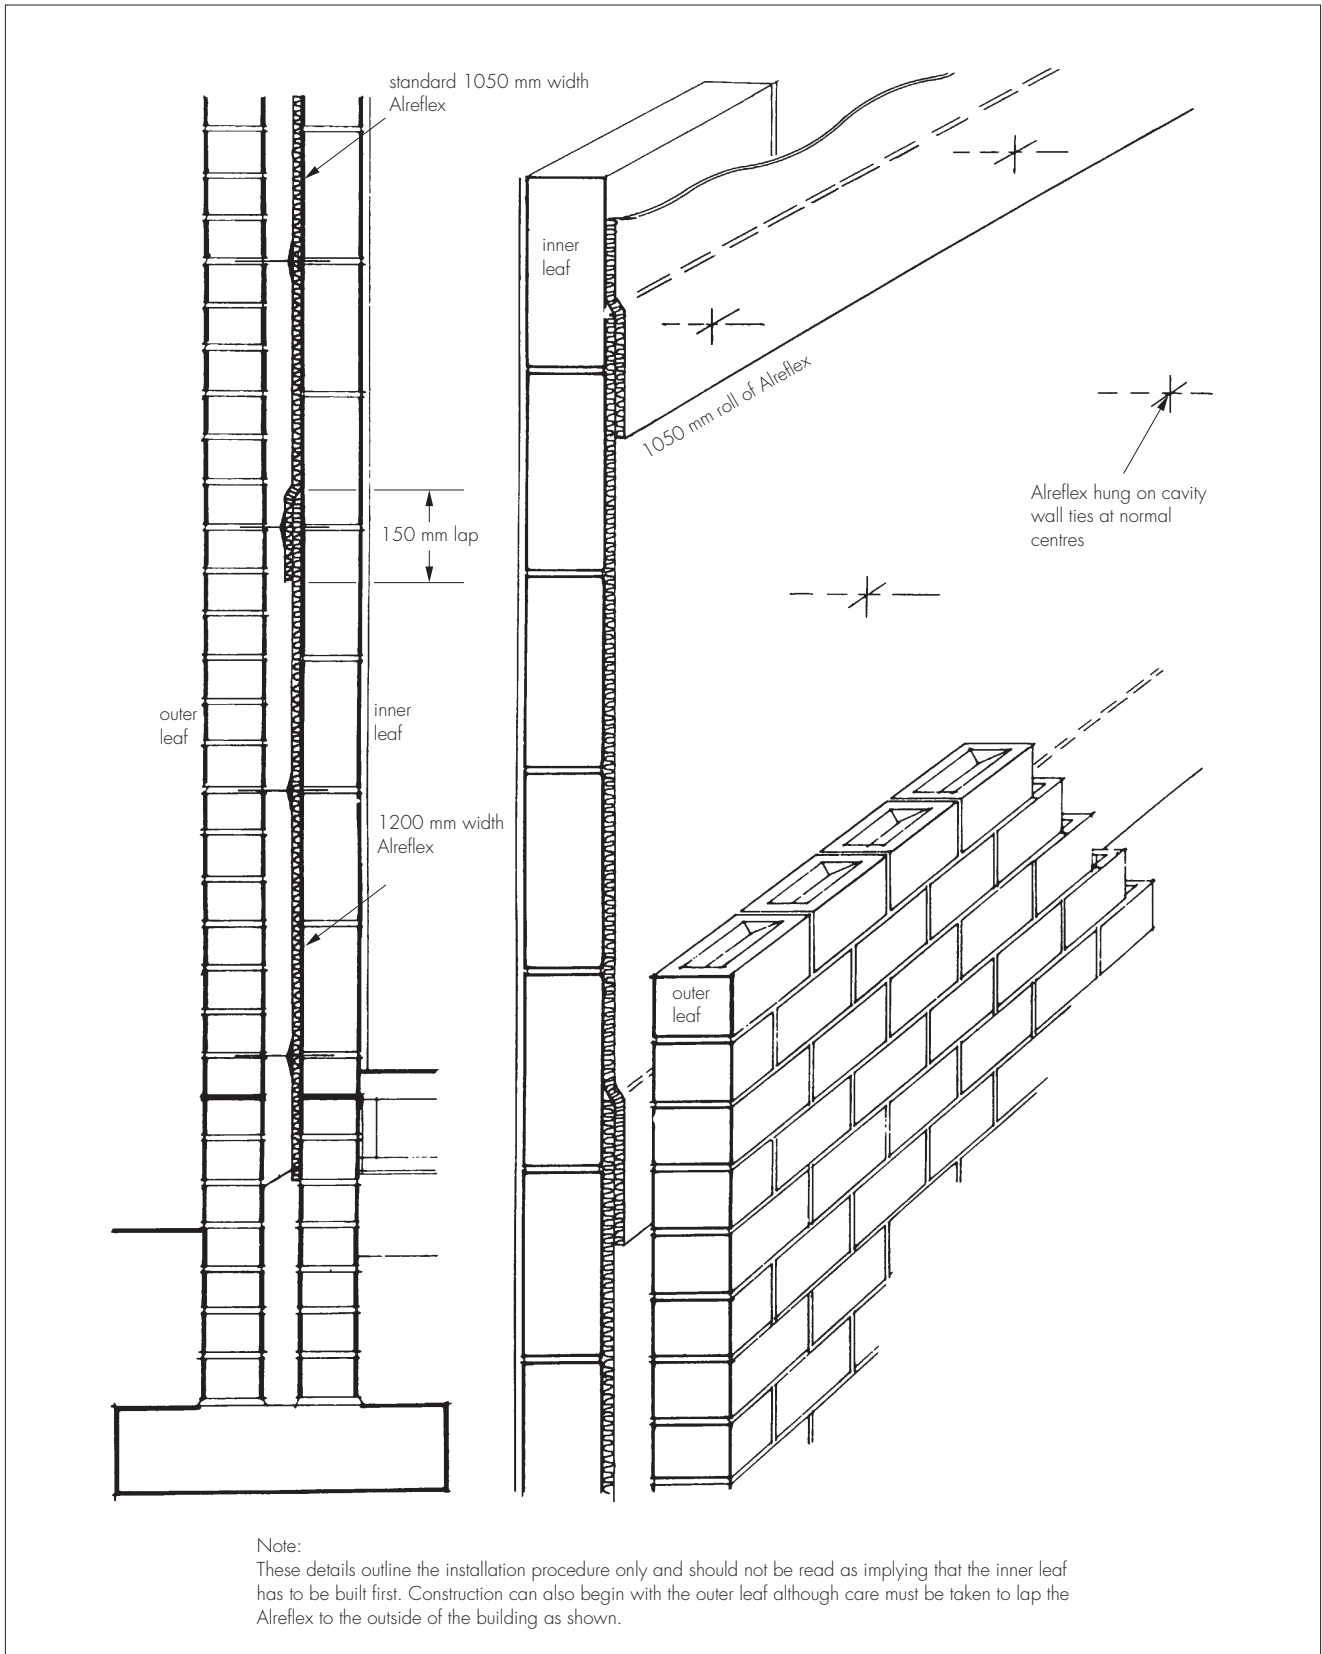 standard 1050 mm width
Alreflex
inner
leaf
1050 mm roll of Alreflex
Alreflex hung on cavity
wall ties at normal
centres
150 mm lap
outer
leaf
inner
leaf
1200 mm width
Alreflex
outer
leaf
Note:
These details outline the installation procedure only and should not be read as implying that the inner leaf
has to be built first. Construction can also begin with the outer leaf although care must be taken to lap the
Alreflex to the outside of the building as shown.